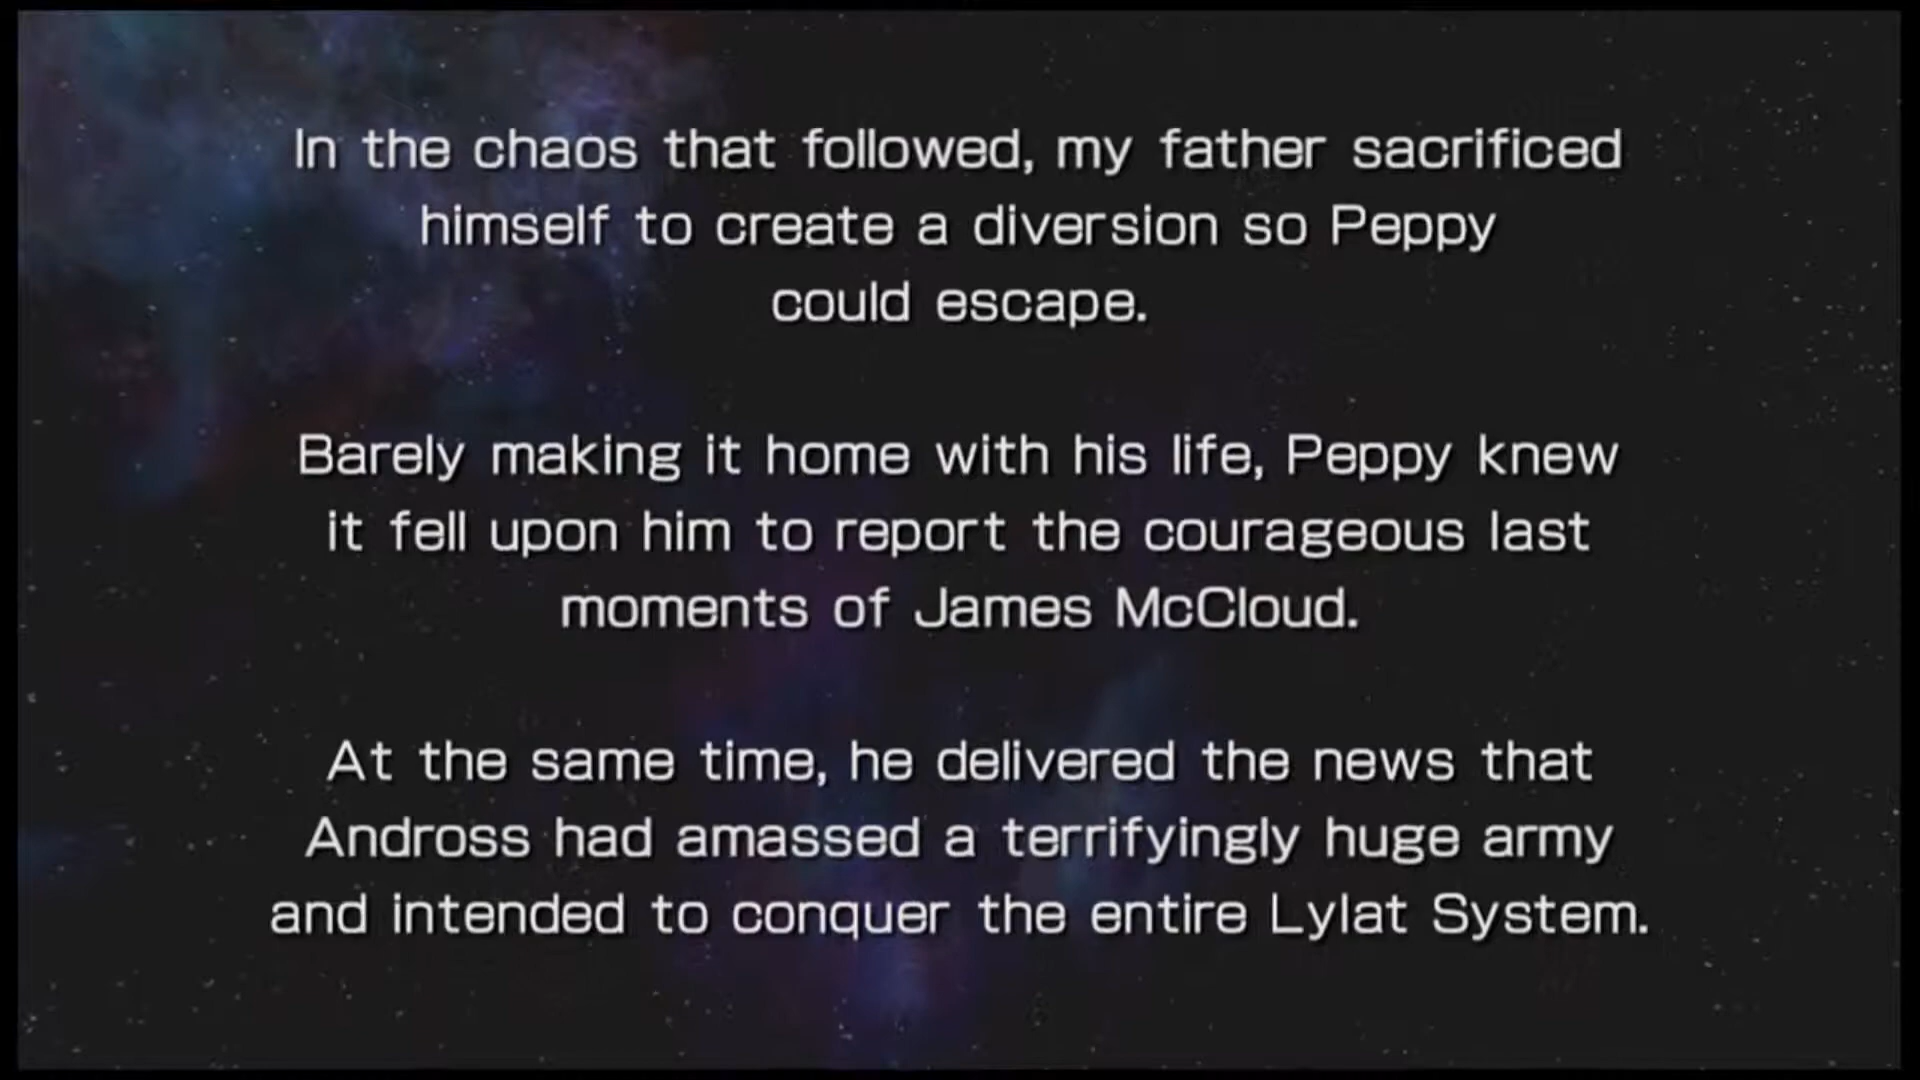 In the chaos that followed, my father sacrificed
himself to create a diversion so Peppy
could escape.
Barely making it home with his life, Peppy knew
it fell upon him to report the courageous last
moments of James McCloud.
At the same time, he delivered the news that
Andross had amassed a terrifyingly huge army
and intended to conquer the entire Lylat System.